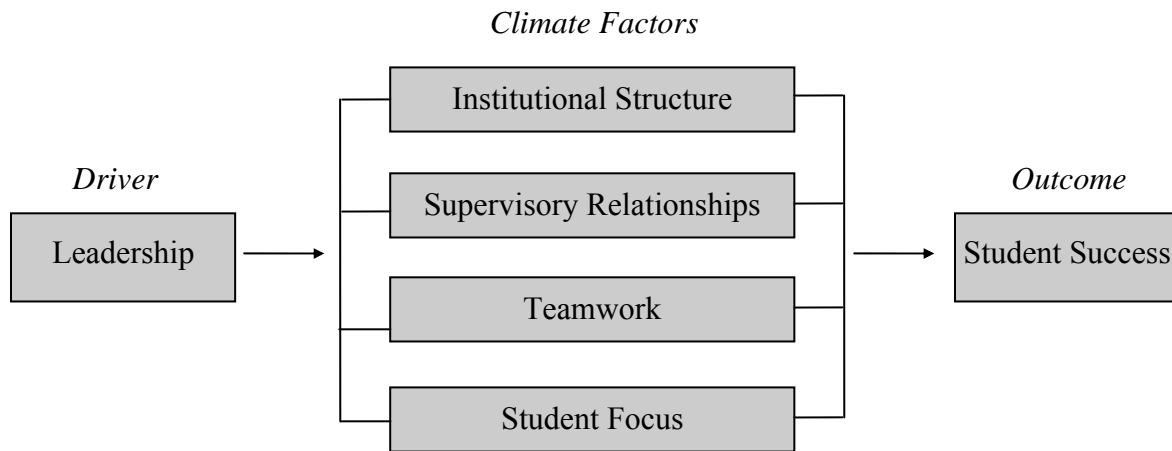 Climate Factors
Institutional Structure
Driver
Leadership
Supervisory Relationships
Teamwork
Student Focus
Outcome
Student Success